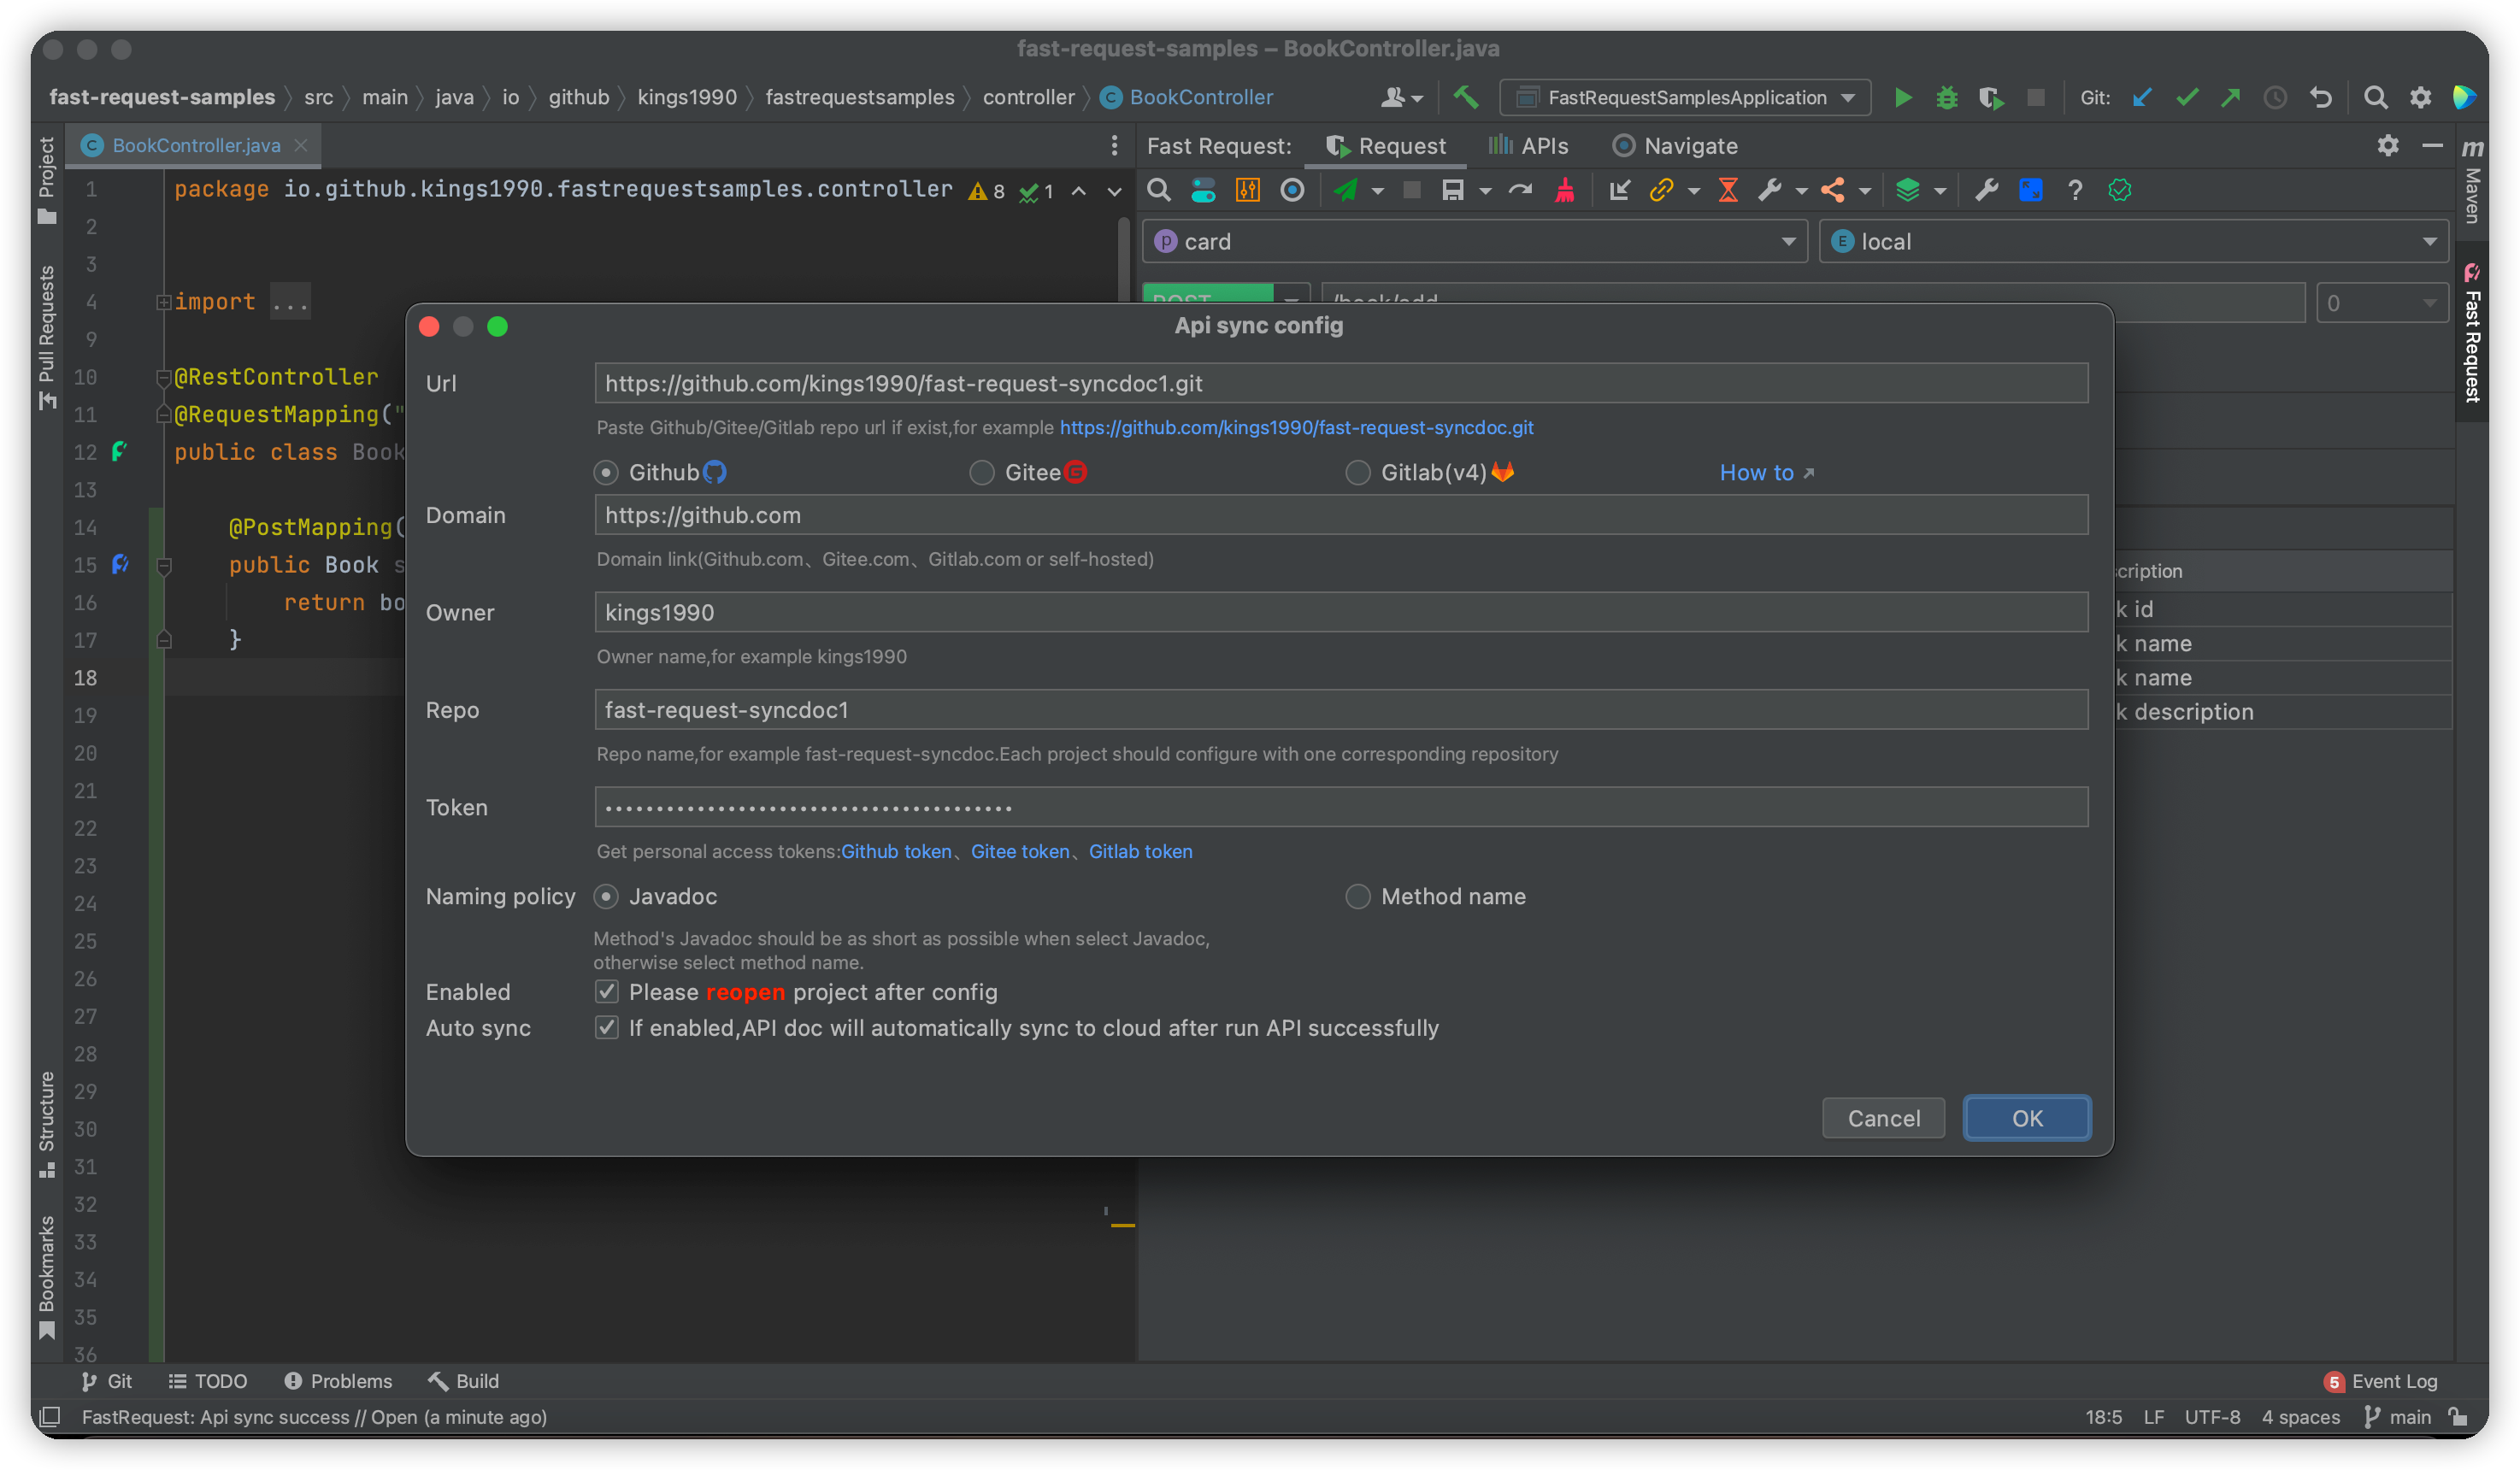 fast-request-samples – BookController.java
fast-request-samples src main java io github kings1990 fastrequestsamples controller C BookController FastRequestSamplesApplication Git:
C BookController.java
Fast Request: Request APIs Navigate
1 package io.github.kings1990.fastrequestsamples.controller 8 1
2
3
4 import ...
9
10 @RestController
11 @RequestMapping("
12 public class Book
13
14 @PostMapping(
15 public Book s
16 return bo
17 }
18
19
20
21
22
23
24
25
26
27
28
29
30
31
32
33
34
35
36
p card E local
POST /book/add 0
Api sync config
Url https://github.com/kings1990/fast-request-syncdoc1.git
Paste Github/Gitee/Gitlab repo url if exist,for example https://github.com/kings1990/fast-request-syncdoc.git
Github Gitee Gitlab(v4) How to ↗
Domain https://github.com
Domain link(Github.com、Gitee.com、Gitlab.com or self-hosted)
Owner kings1990
Owner name,for example kings1990
Repo fast-request-syncdoc1
Repo name,for example fast-request-syncdoc.Each project should configure with one corresponding repository
Token ••••••••••••••••••••••••••••••••••••••••
Get personal access tokens:Github token、Gitee token、Gitlab token
Naming policy Javadoc Method name
Method's Javadoc should be as short as possible when select Javadoc,
otherwise select method name.
Enabled Please reopen project after config
Auto sync If enabled,API doc will automatically sync to cloud after run API successfully
Cancel OK
cription
k id
k name
k name
k description
Project
Pull Requests
Structure
Bookmarks
m Maven
Fast Request
Git TODO Problems Build 5 Event Log
FastRequest: Api sync success // Open (a minute ago) 18:5 LF UTF-8 4 spaces main